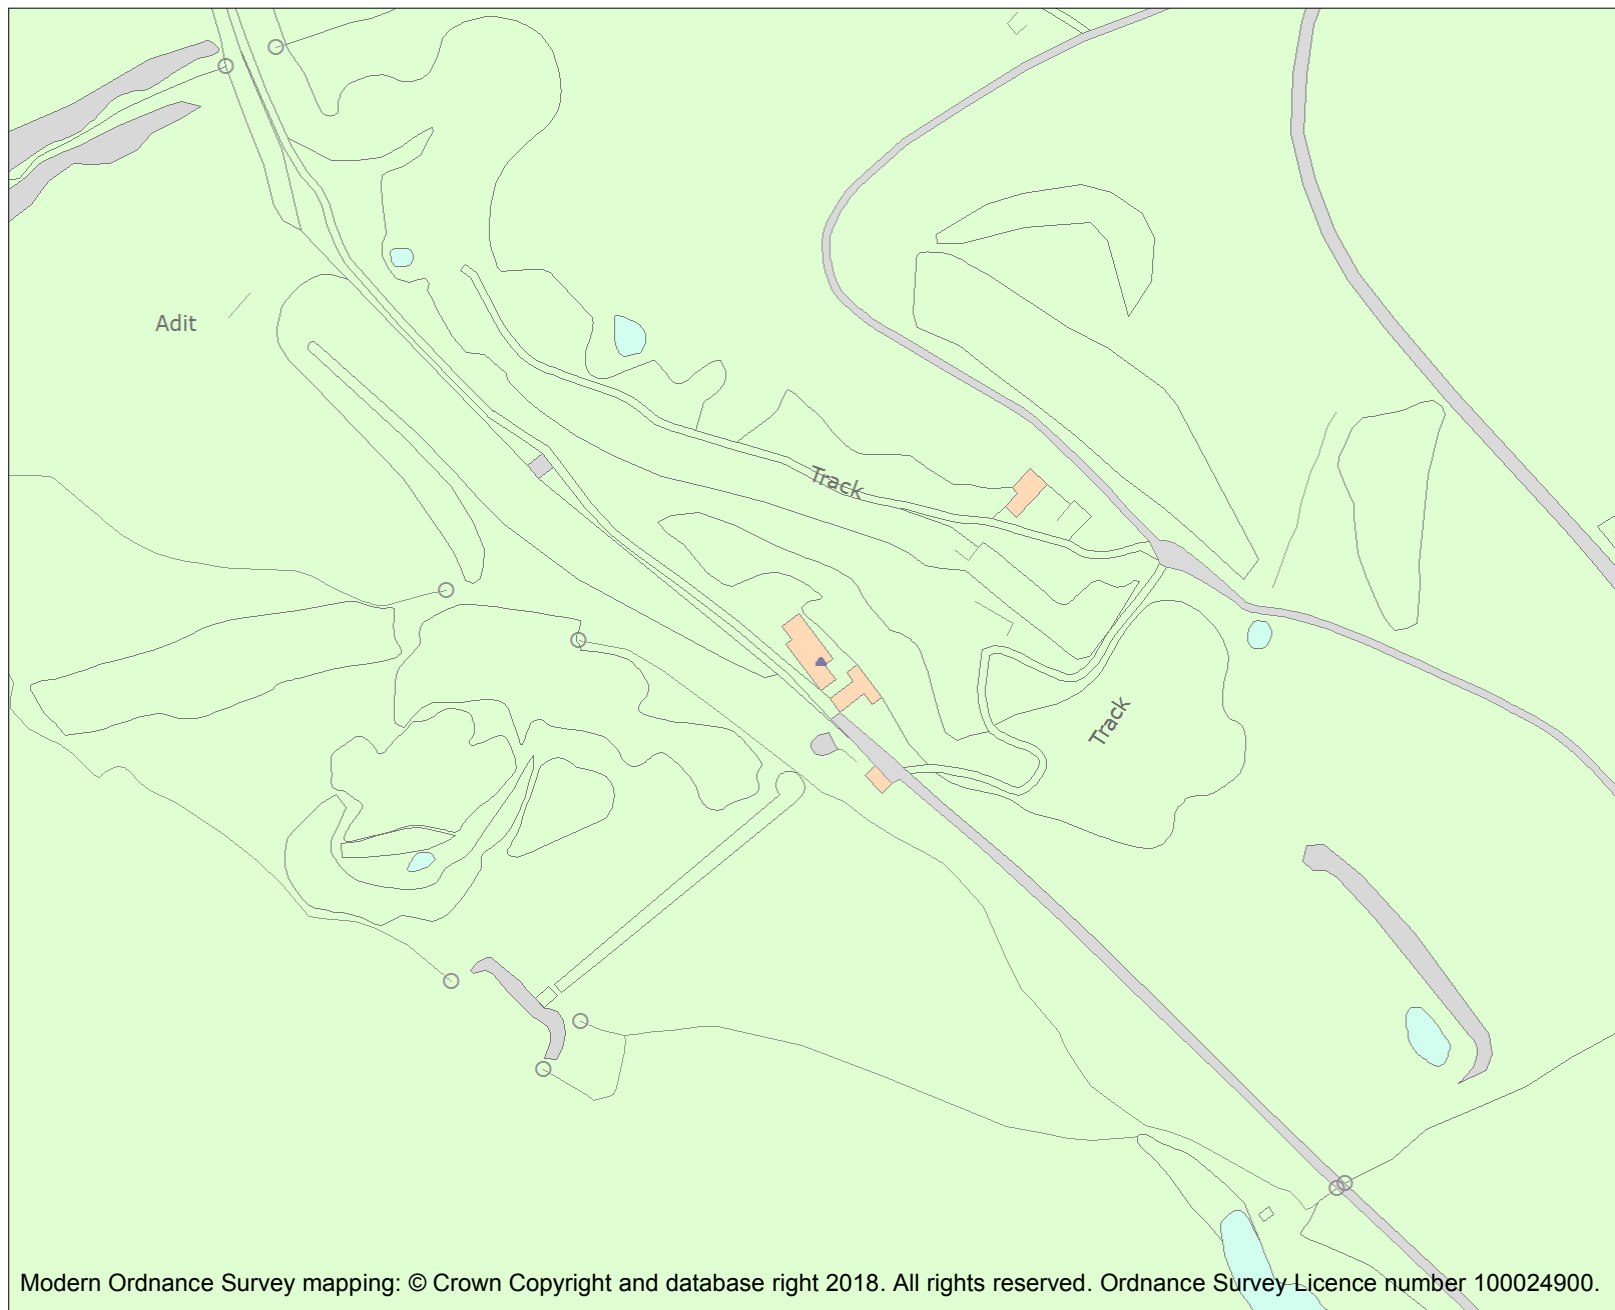 Adit
Track
Track
Modern Ordnance Survey mapping: © Crown Copyright and database right 2018. All rights reserved. Ordnance Survey Licence number 100024900.